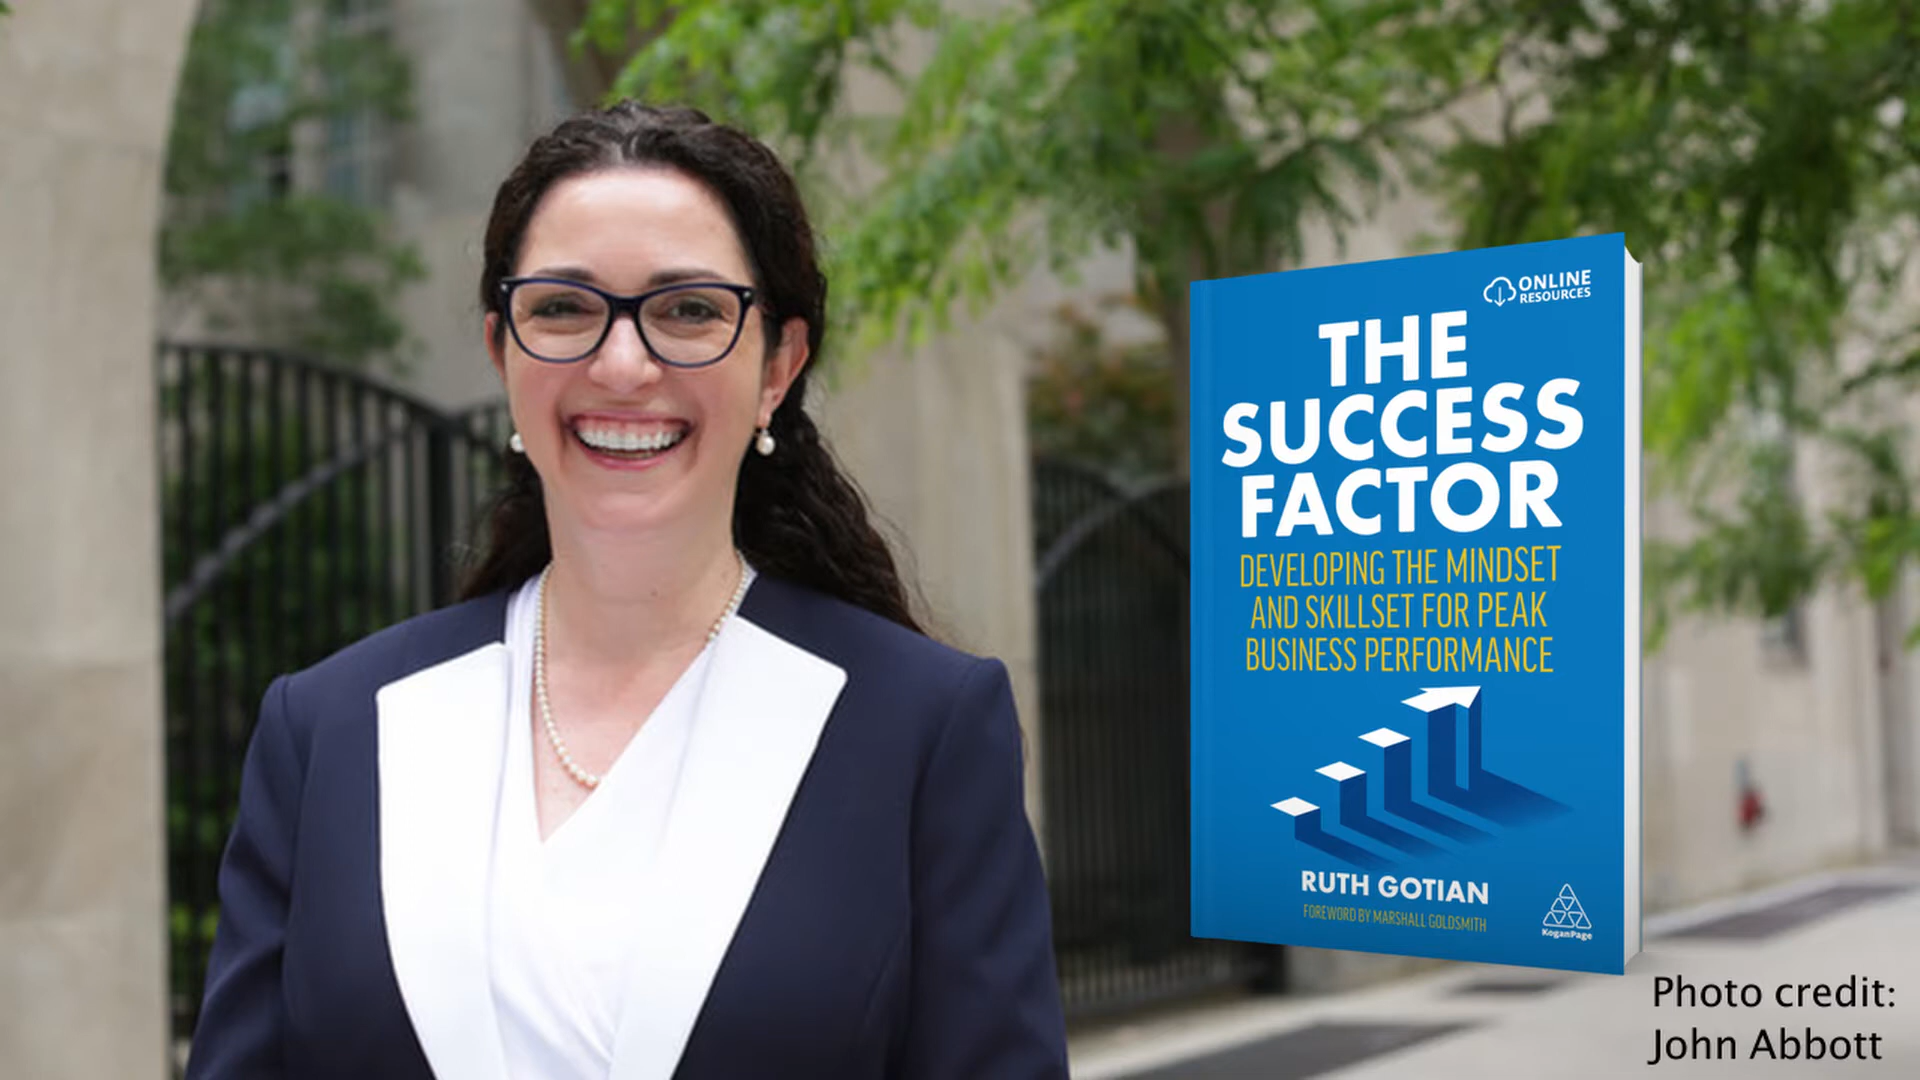 ONLINE
RESOURCES
THE
SUCCESS
FACTOR
DEVELOPING THE MINDSET
AND SKILLSET FOR PEAK
BUSINESS PERFORMANCE
RUTH GOTIAN
FOREWORD BY MARSHALL GOLDSMITH
KoganPage
Photo credit:
John Abbott